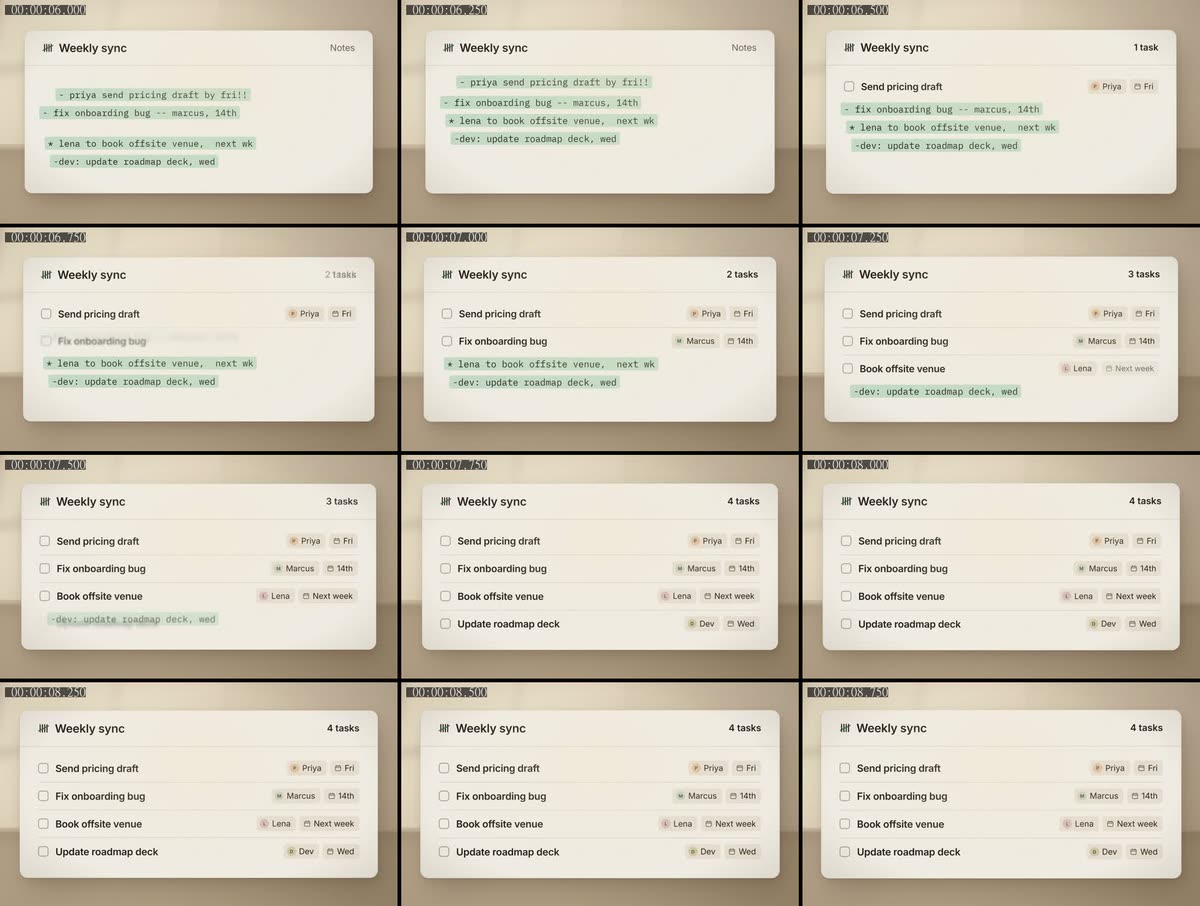 00:00:06.000
Weekly sync Notes
- priya send pricing draft by fri!!
- fix onboarding bug -- marcus, 14th
* lena to book offsite venue, next wk
-dev: update roadmap deck, wed
00:00:06.250
Weekly sync Notes
- priya send pricing draft by fri!!
- fix onboarding bug -- marcus, 14th
* lena to book offsite venue, next wk
-dev: update roadmap deck, wed
00:00:06.500
Weekly sync 1 task
Send pricing draft P Priya Fri
- fix onboarding bug -- marcus, 14th
* lena to book offsite venue, next wk
-dev: update roadmap deck, wed
00:00:06.750
Weekly sync 2 tasks
Send pricing draft P Priya Fri
Fix onboarding bug
* lena to book offsite venue, next wk
-dev: update roadmap deck, wed
00:00:07.000
Weekly sync 2 tasks
Send pricing draft P Priya Fri
Fix onboarding bug M Marcus 14th
* lena to book offsite venue, next wk
-dev: update roadmap deck, wed
00:00:07.250
Weekly sync 3 tasks
Send pricing draft P Priya Fri
Fix onboarding bug M Marcus 14th
Book offsite venue L Lena Next week
-dev: update roadmap deck, wed
00:00:07.500
Weekly sync 3 tasks
Send pricing draft P Priya Fri
Fix onboarding bug M Marcus 14th
Book offsite venue L Lena Next week
-dev: update roadmap deck, wed
00:00:07.750
Weekly sync 4 tasks
Send pricing draft P Priya Fri
Fix onboarding bug M Marcus 14th
Book offsite venue L Lena Next week
Update roadmap deck D Dev Wed
00:00:08.000
Weekly sync 4 tasks
Send pricing draft P Priya Fri
Fix onboarding bug M Marcus 14th
Book offsite venue L Lena Next week
Update roadmap deck D Dev Wed
00:00:08.250
Weekly sync 4 tasks
Send pricing draft P Priya Fri
Fix onboarding bug M Marcus 14th
Book offsite venue L Lena Next week
Update roadmap deck D Dev Wed
00:00:08.500
Weekly sync 4 tasks
Send pricing draft P Priya Fri
Fix onboarding bug M Marcus 14th
Book offsite venue L Lena Next week
Update roadmap deck D Dev Wed
00:00:08.750
Weekly sync 4 tasks
Send pricing draft P Priya Fri
Fix onboarding bug M Marcus 14th
Book offsite venue L Lena Next week
Update roadmap deck D Dev Wed